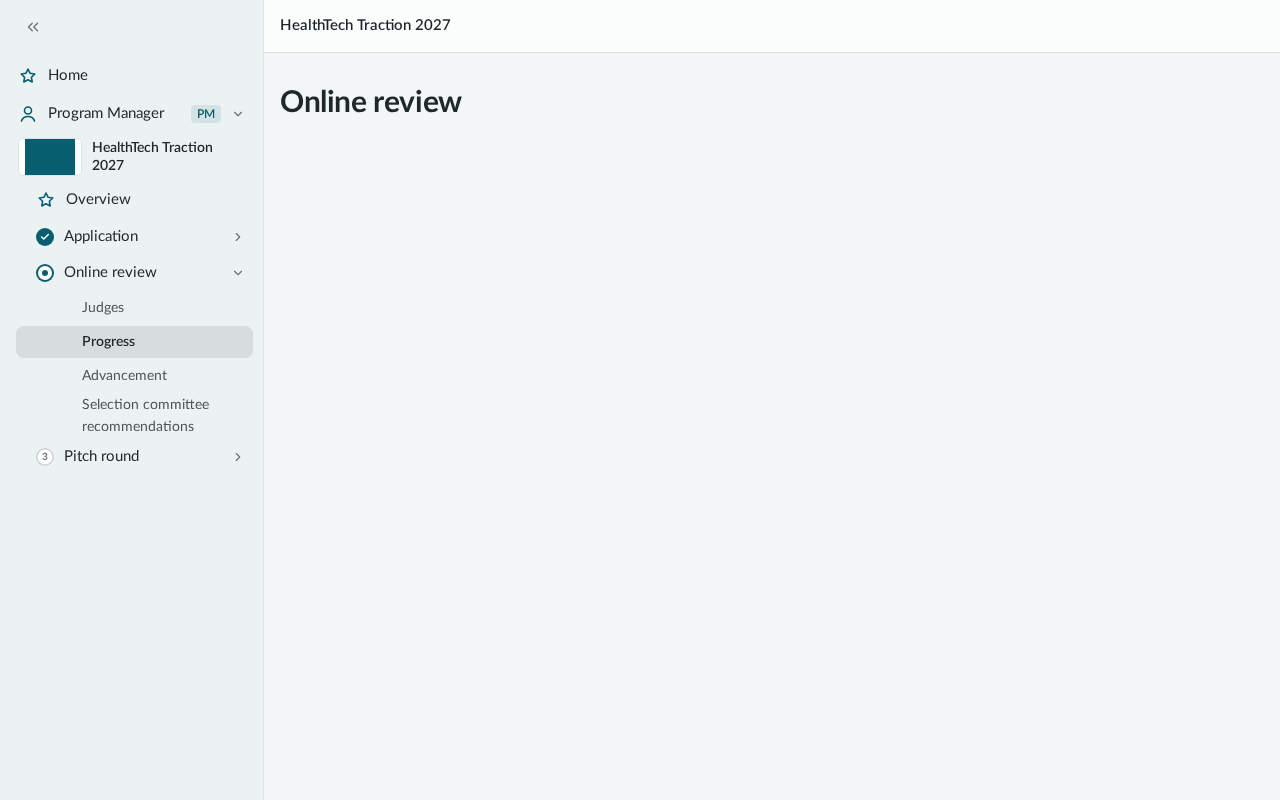 HealthTech Traction 2027
Home
Program Manager PM
HealthTech Traction
2027
Overview
Application
Online review
Judges
Progress
Advancement
Selection committee
recommendations
3 Pitch round
Online review